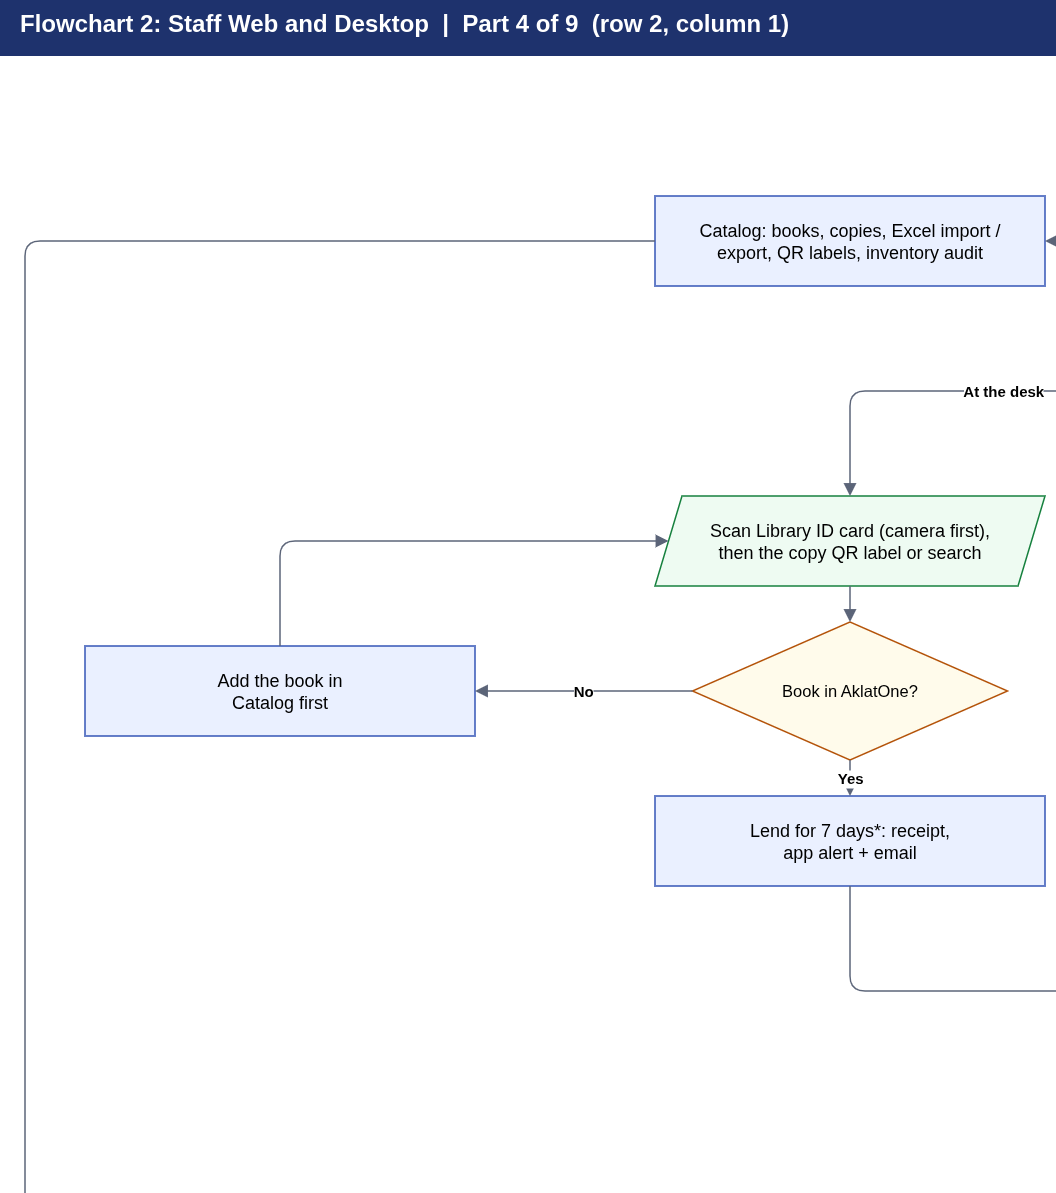 Flowchart 2: Staff Web and Desktop | Part 4 of 9 (row 2, column 1)
Catalog: books, copies, Excel import /
export, QR labels, inventory audit
At the desk
Scan Library ID card (camera first),
then the copy QR label or search
Add the book in
Catalog first
No
Book in AklatOne?
Yes
Lend for 7 days*: receipt,
app alert + email